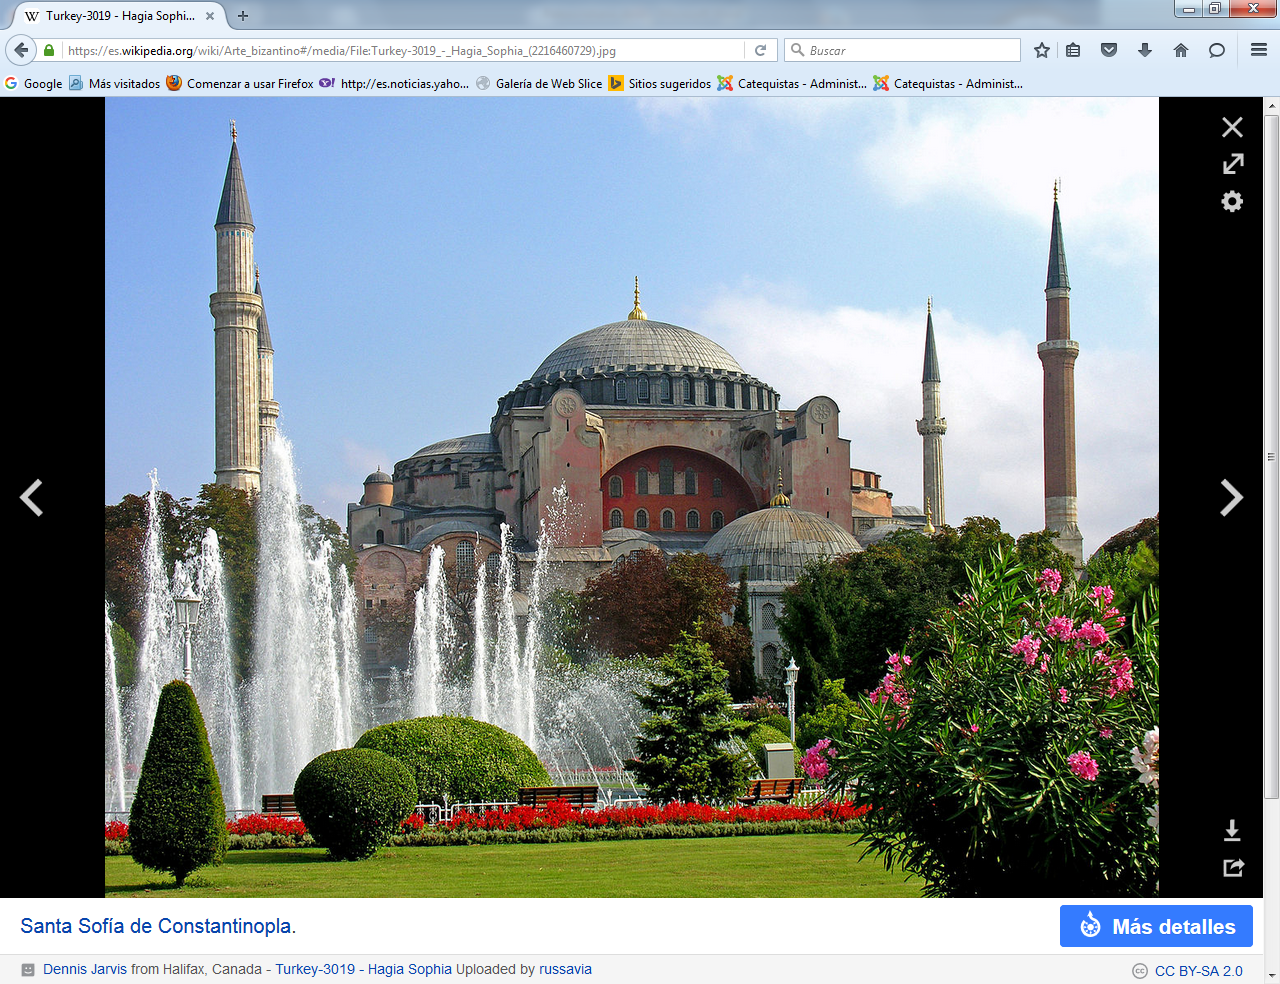 Turkey-3019 - Hagia Sophi...
https://es.wikipedia.org/wiki/Arte_bizantino#/media/File:Turkey-3019_-_Hagia_Sophia_(2216460729).jpg
Buscar
Google
Más visitados
Comenzar a usar Firefox
http://es.noticias.yaho...
Galería de Web Slice
Sitios sugeridos
Catequistas - Administ...
Catequistas - Administ...
Santa Sofía de Constantinopla.
Más detalles
Dennis Jarvis from Halifax, Canada - Turkey-3019 - Hagia Sophia Uploaded by russavia
CC BY-SA 2.0